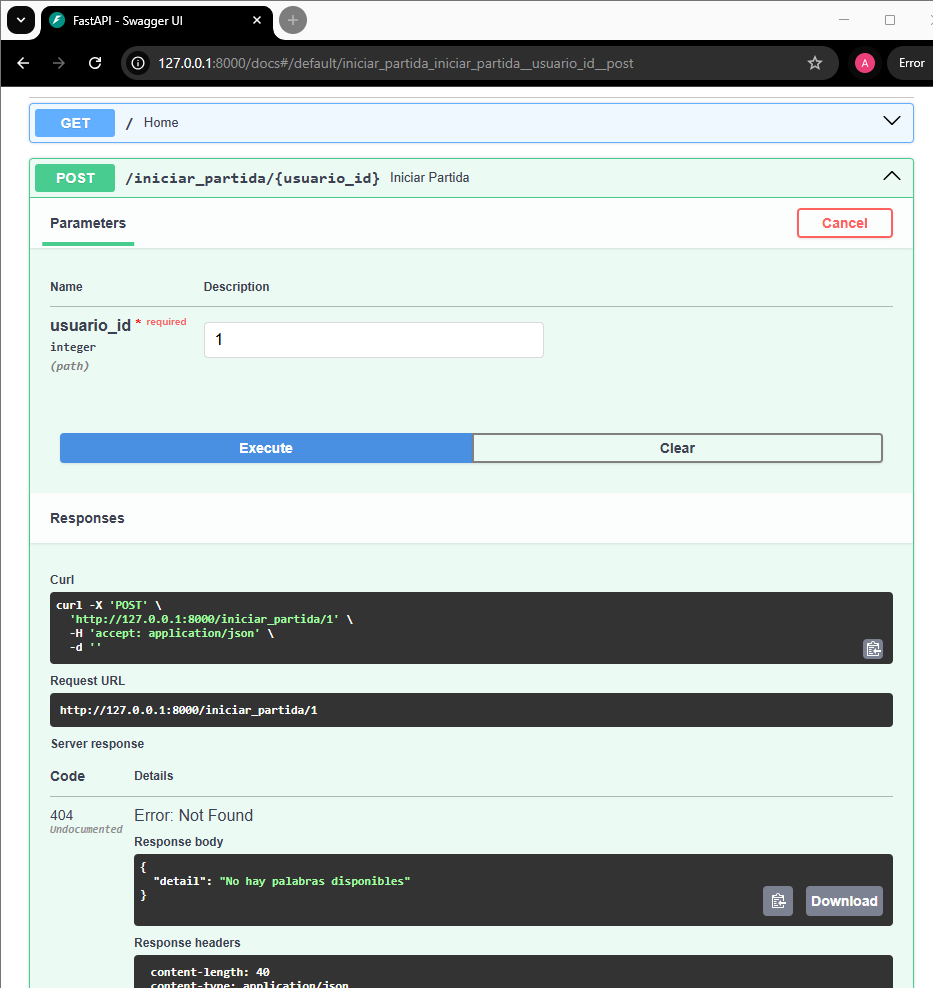 FastAPI - Swagger UI
127.0.0.1:8000/docs#/default/iniciar_partida_iniciar_partida__usuario_id__post
A
Error
GET / Home
POST /iniciar_partida/{usuario_id} Iniciar Partida
Parameters
Cancel
Name Description
usuario_id * required
integer
(path)
1
Execute Clear
Responses
Curl
curl -X 'POST' \
'http://127.0.0.1:8000/iniciar_partida/1' \
-H 'accept: application/json' \
-d ''
Request URL
http://127.0.0.1:8000/iniciar_partida/1
Server response
Code Details
404 Error: Not Found
Undocumented
Response body
{
"detail": "No hay palabras disponibles"
}
Download
Response headers
content-length: 40
content-type: application/json